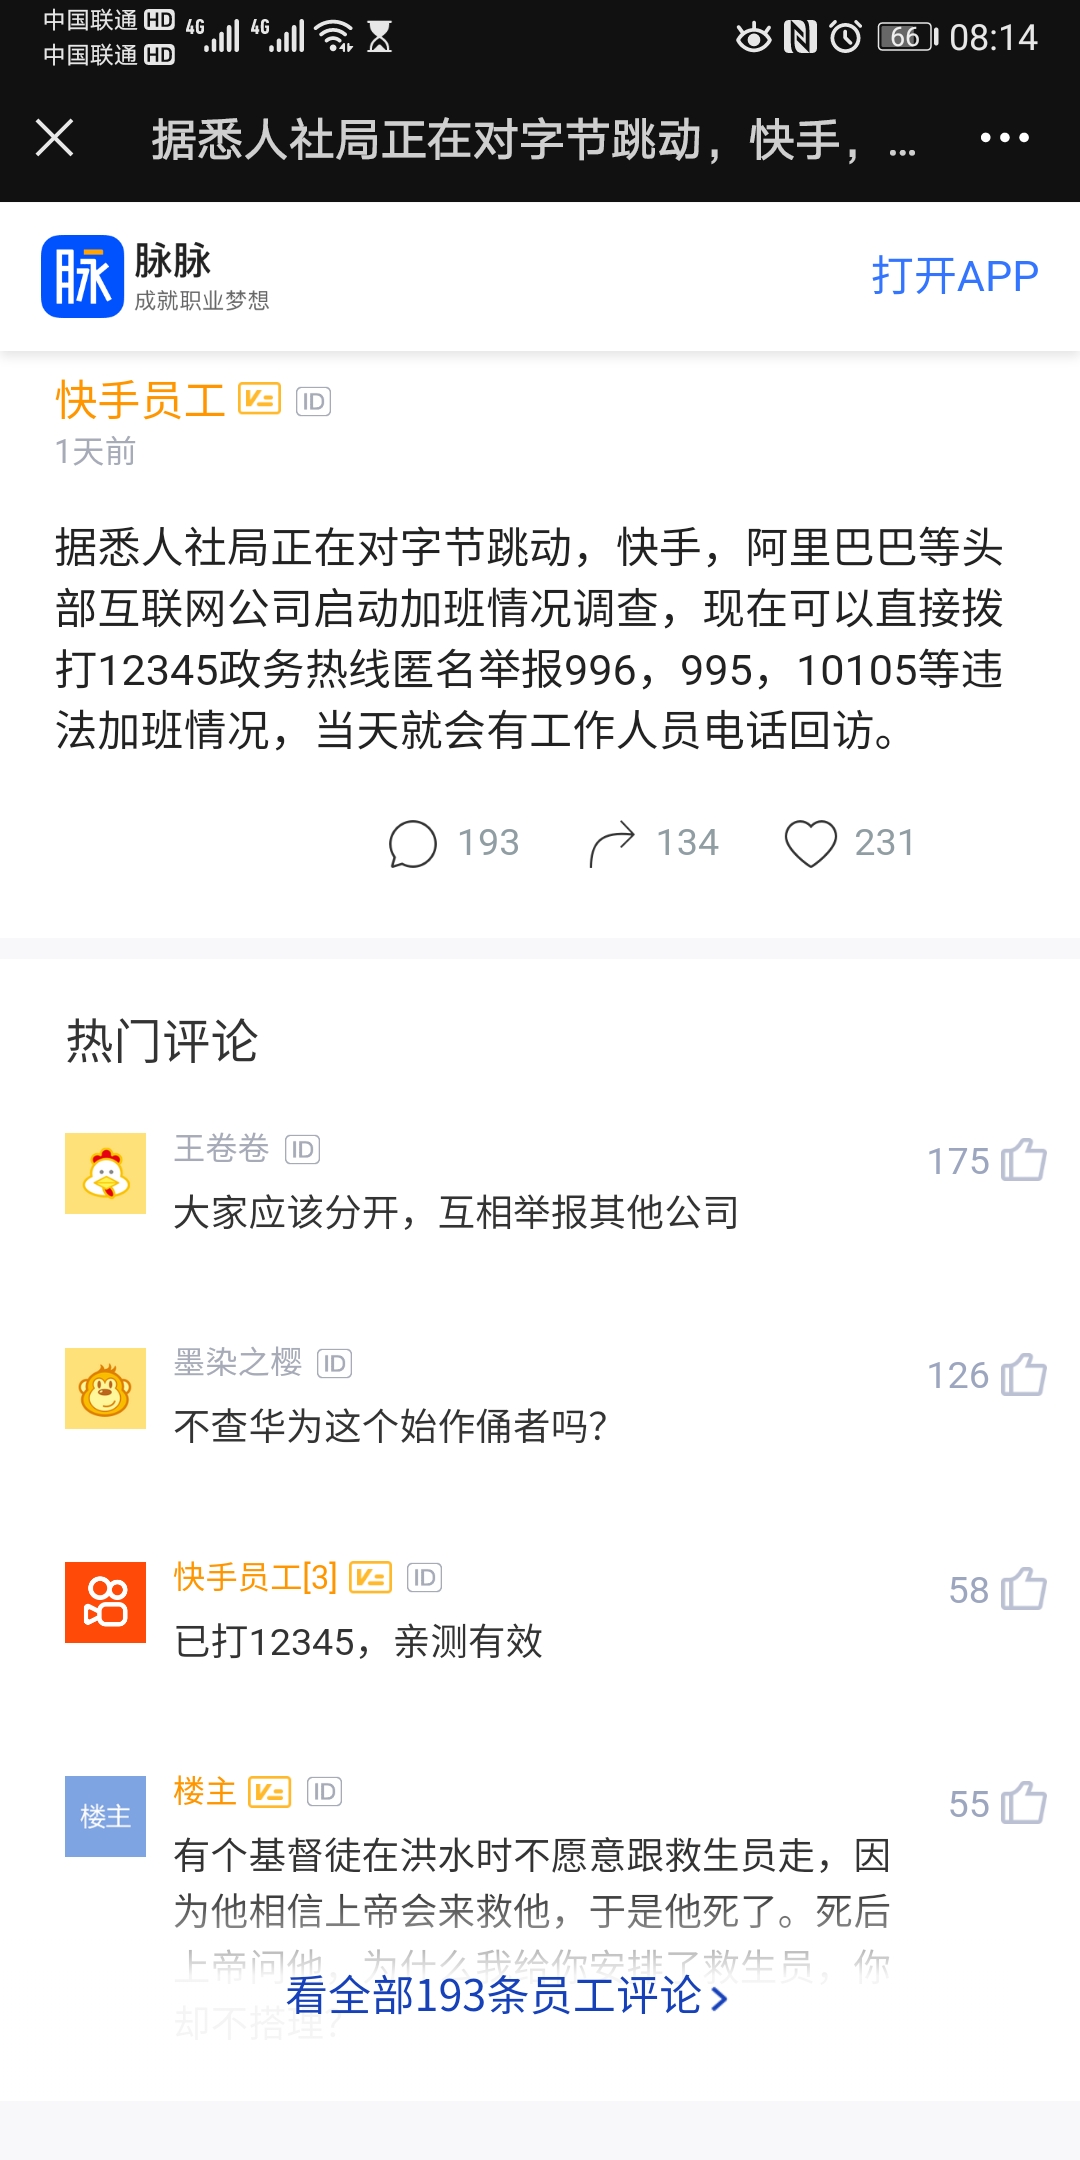 中国联通 HD 4G 4G 66 08:14
中国联通 HD
据悉人社局正在对字节跳动，快手，...
脉 脉脉
成就职业梦想
打开APP
快手员工 V ID
1天前
据悉人社局正在对字节跳动，快手，阿里巴巴等头
部互联网公司启动加班情况调查，现在可以直接拨
打12345政务热线匿名举报996，995，10105等违
法加班情况，当天就会有工作人员电话回访。
193 134 231
热门评论
王卷卷 ID
175
大家应该分开，互相举报其他公司
墨染之樱 ID
126
不查华为这个始作俑者吗？
快手员工[3] V ID
58
已打12345，亲测有效
楼主
楼主 V ID
55
有个基督徒在洪水时不愿意跟救生员走，因
为他相信上帝会来救他，于是他死了。死后
上帝问他，为什么我给你安排了救生员，你
却不搭理？
看全部193条员工评论